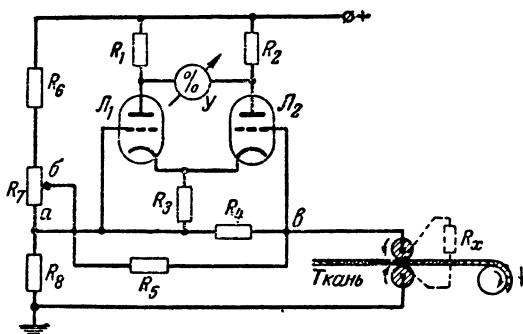 ø+
R₁
R₂
%
У
R₆
Л₁
Л₂
б
R₇
а
R₃
R₄
в
Rₓ
R₈
R₅
Ткань